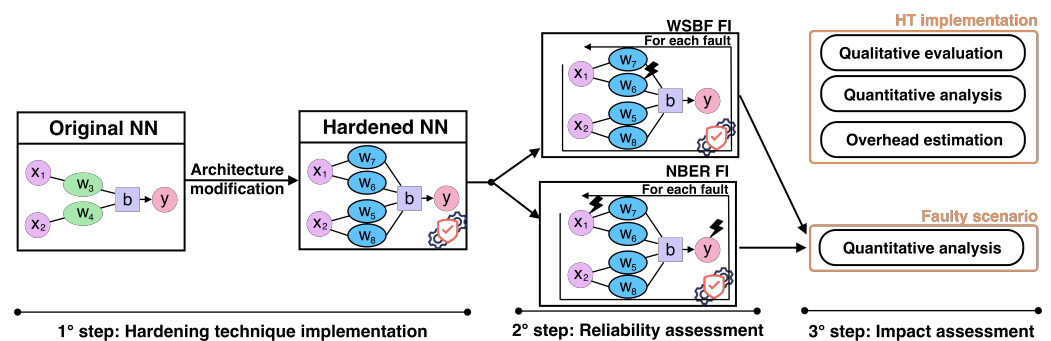 Original NN
x1
x2
w3
w4
b
y
Architecture
modification
Hardened NN
x1
x2
w7
w6
w5
w8
b
y
WSBF FI
For each fault
x1
x2
w7
w6
w5
w8
b
y
NBER FI
For each fault
x1
x2
w7
w6
w5
w8
b
y
HT implementation
Qualitative evaluation
Quantitative analysis
Overhead estimation
Faulty scenario
Quantitative analysis
1° step: Hardening technique implementation
2° step: Reliability assessment
3° step: Impact assessment